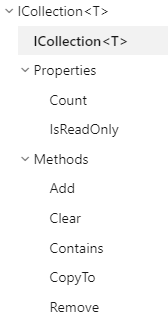 ICollection<T>
ICollection<T>
Properties
Count
IsReadOnly
Methods
Add
Clear
Contains
CopyTo
Remove